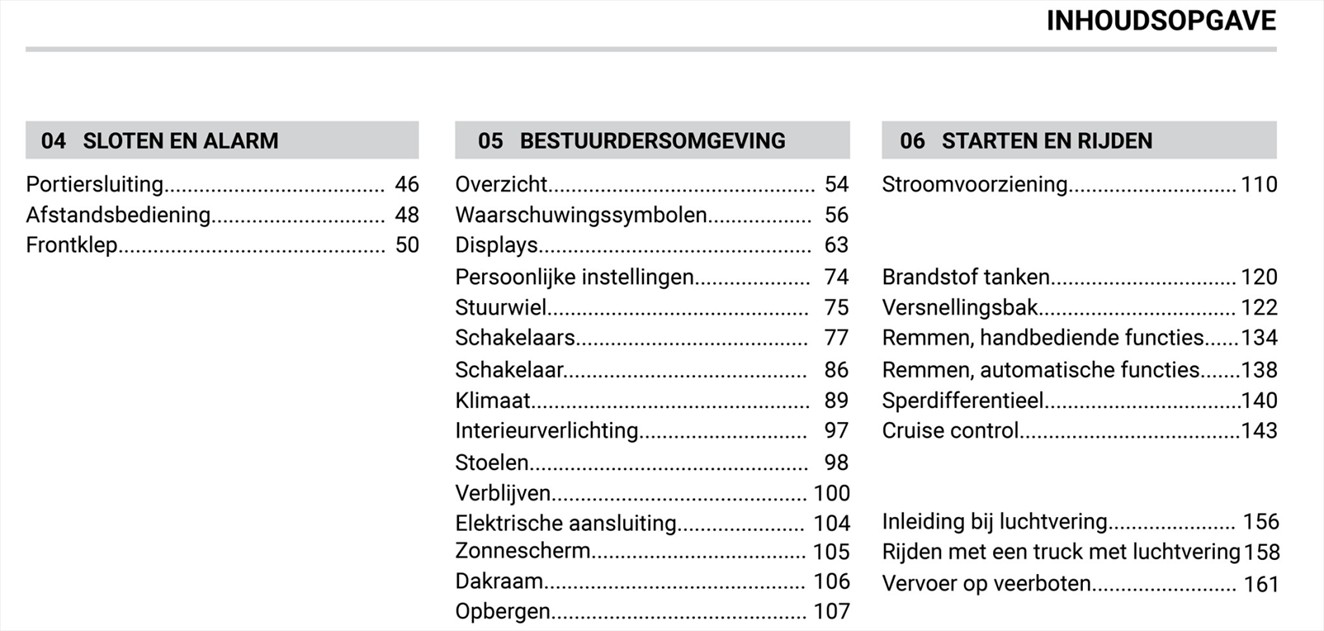 INHOUDSOPGAVE
04 SLOTEN EN ALARM
Portiersluiting.................................... 46
Afstandsbediening............................ 48
Frontklep........................................... 50
05 BESTUURDERSOMGEVING
Overzicht........................................... 54
Waarschuwingssymbolen................. 56
Displays............................................. 63
Persoonlijke instellingen................... 74
Stuurwiel........................................... 75
Schakelaars...................................... 77
Schakelaar........................................ 86
Klimaat.............................................. 89
Interieurverlichting............................ 97
Stoelen.............................................. 98
Verblijven.......................................... 100
Elektrische aansluiting..................... 104
Zonnescherm................................... 105
Dakraam........................................... 106
Opbergen.......................................... 107
06 STARTEN EN RIJDEN
Stroomvoorziening........................... 110
Brandstof tanken.............................. 120
Versnellingsbak................................ 122
Remmen, handbediende functies......134
Remmen, automatische functies.......138
Sperdifferentieel................................140
Cruise control....................................143
Inleiding bij luchtvering..................... 156
Rijden met een truck met luchtvering 158
Vervoer op veerboten........................ 161